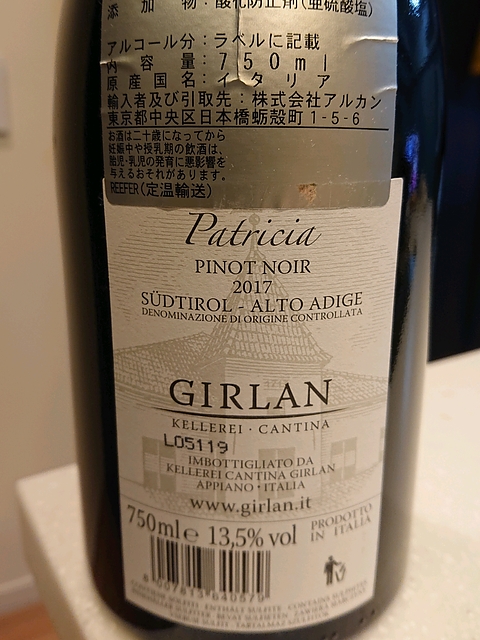 添加物：酸化防止剤(亜硫酸塩)
アルコール分：ラベルに記載
内容量：750ml
原産国名：イタリア
輸入者及び引取先：株式会社アルカン
東京都中央区日本橋蛎殻町1-5-6
お酒は二十歳になってから
妊娠中や授乳期の飲酒は、
胎児・乳児の発育に悪影響を
与えるおそれがあります。
REEFER(定温輸送)
Patricia
PINOT NOIR
2017
SÜDTIROL - ALTO ADIGE
DENOMINAZIONE DI ORIGINE CONTROLLATA
GIRLAN
KELLEREI · CANTINA
L05119
IMBOTTIGLIATO DA
KELLEREI CANTINA GIRLAN
APPIANO · ITALIA
www.girlan.it
750ml e 13,5% vol
PRODOTTO
IN ITALIA
8 007813 640579